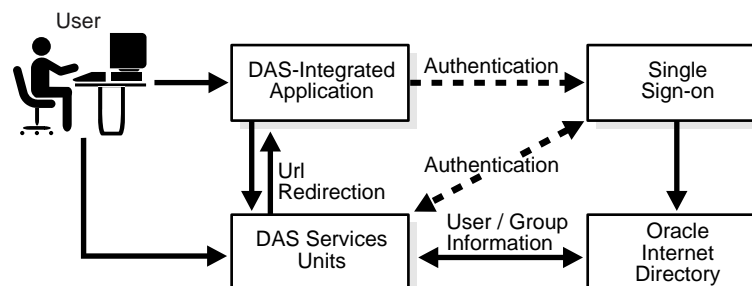 User
DAS-Integrated
Application
Authentication
Single
Sign-on
Url
Redirection
Authentication
DAS Services
Units
User / Group
Information
Oracle
Internet
Directory